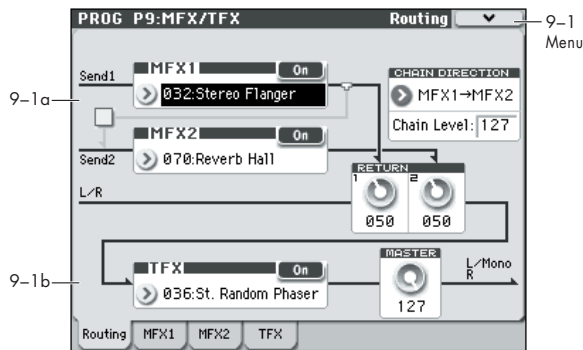 PROG P9:MFX/TFX Routing
9–1
Menu
Send1
MFX1 On
032:Stereo Flanger
CHAIN DIRECTION
MFX1→MFX2
Chain Level: 127
9–1a
MFX2 On
070:Reverb Hall
Send2
RETURN
1 2
050 050
L/R
9–1b
TFX On
036:St. Random Phaser
MASTER
127
L/Mono
R
Routing MFX1 MFX2 TFX